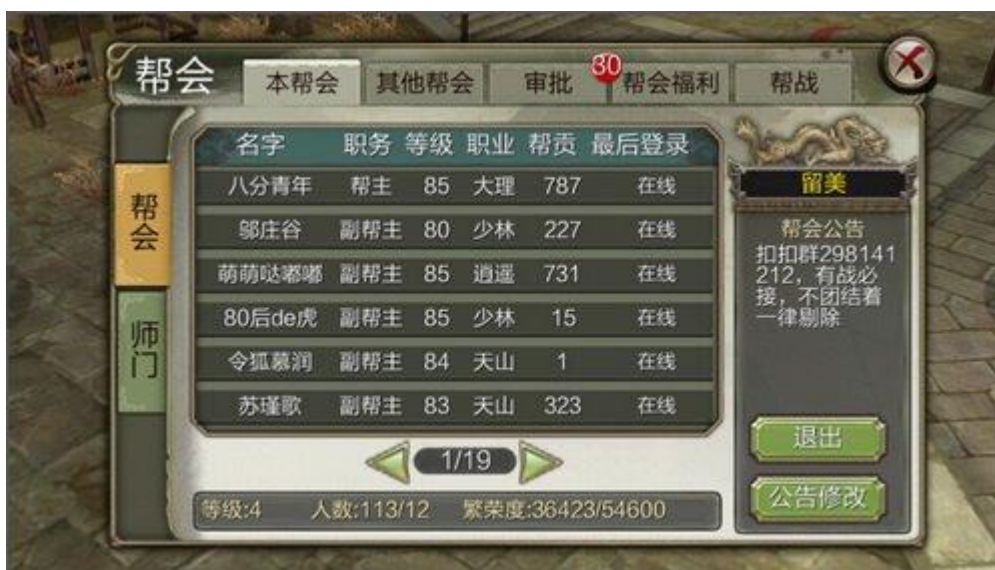 帮会
本帮会 其他帮会 审批 30 帮会福利 帮战
帮会
师门
名字 职务 等级 职业 帮贡 最后登录
八分青年 帮主 85 大理 787 在线
邬庄谷 副帮主 80 少林 227 在线
萌萌哒嘟嘟 副帮主 85 逍遥 731 在线
80后de虎 副帮主 85 少林 15 在线
令狐慕润 副帮主 84 天山 1 在线
苏瑾歌 副帮主 83 天山 323 在线
1/19
等级:4 人数:113/12 繁荣度:36423/54600
留美
帮会公告
扣扣群298141
212，有战必
接，不团结着
一律剔除
退出
公告修改